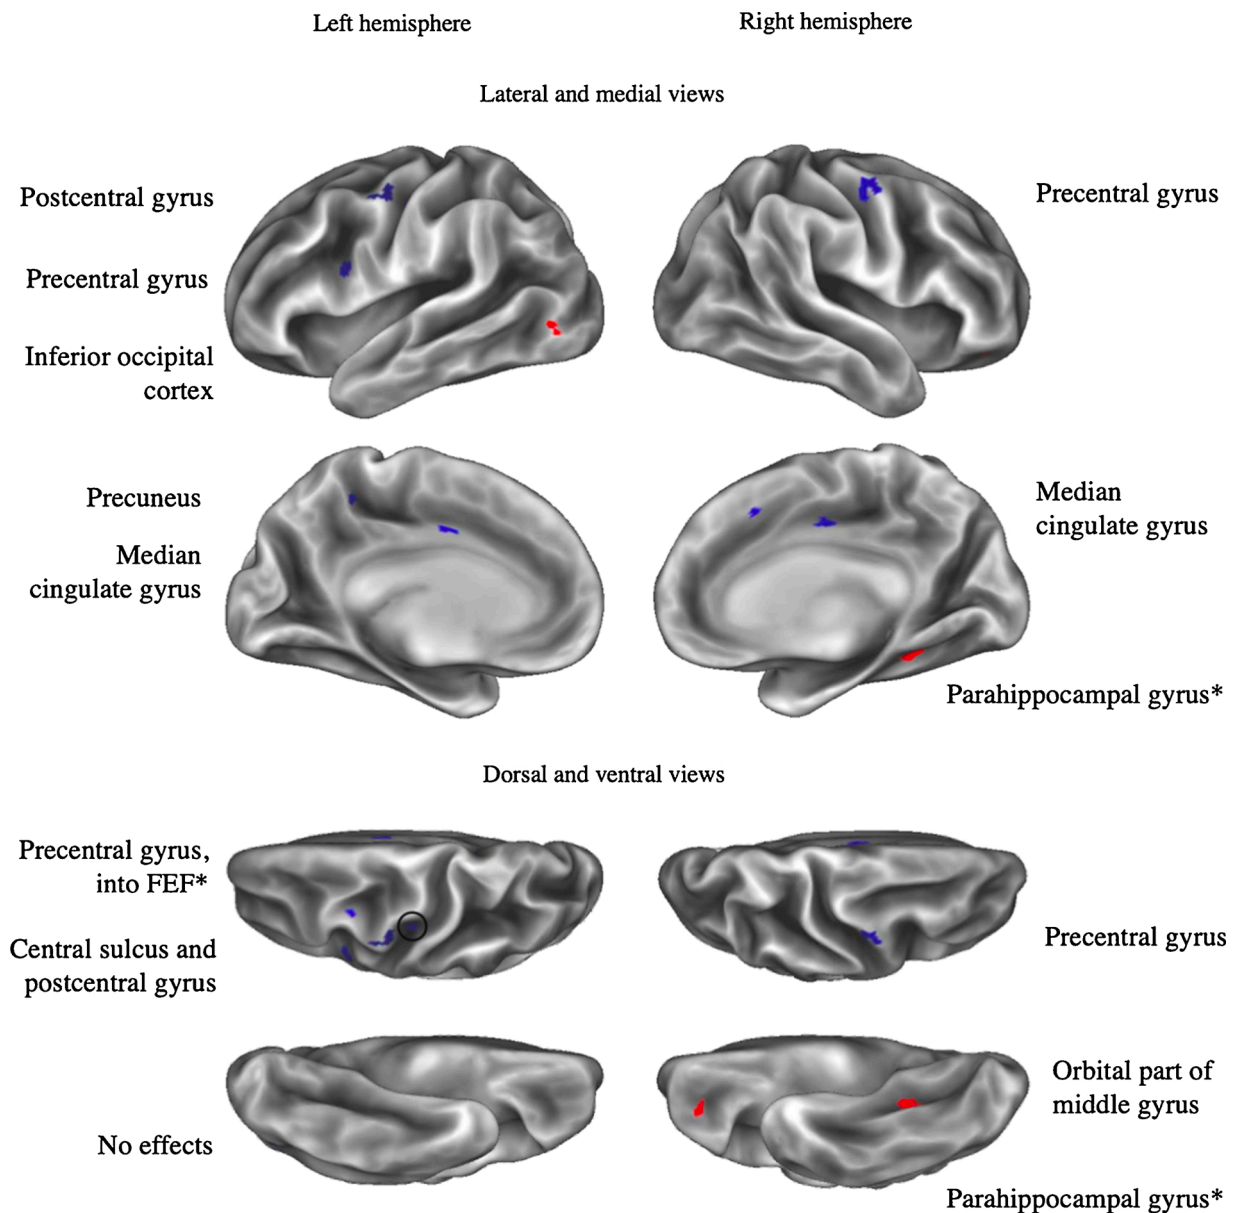 Left hemisphere
Right hemisphere
Lateral and medial views
Postcentral gyrus
Precentral gyrus
Precentral gyrus
Inferior occipital
cortex
Precuneus
Median
cingulate gyrus
Median
cingulate gyrus
Parahippocampal gyrus*
Dorsal and ventral views
Precentral gyrus,
into FEF*
Central sulcus and
postcentral gyrus
Precentral gyrus
No effects
Orbital part of
middle gyrus
Parahippocampal gyrus*